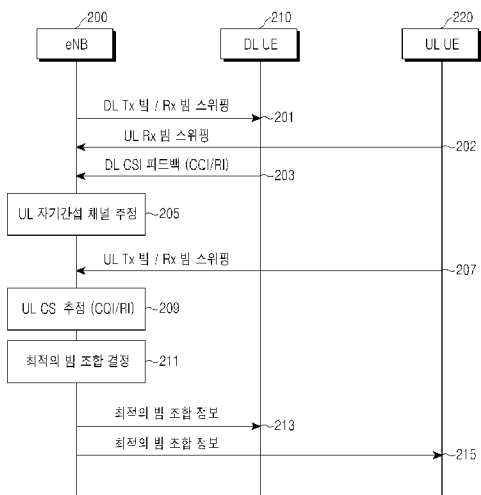 200
210
220
eNB
DL UE
UL UE
DL Tx 빔 / Rx 빔 스위핑
201
UL Rx 빔 스위핑
202
DL CSI 피드백 (CQI/RI)
203
UL 자기간섭 채널 추정
205
UL Tx 빔 / Rx 빔 스위핑
207
UL CS 추정 (CQI/RI)
209
최적의 빔 조합 결정
211
최적의 빔 조합 정보
213
최적의 빔 조합 정보
215